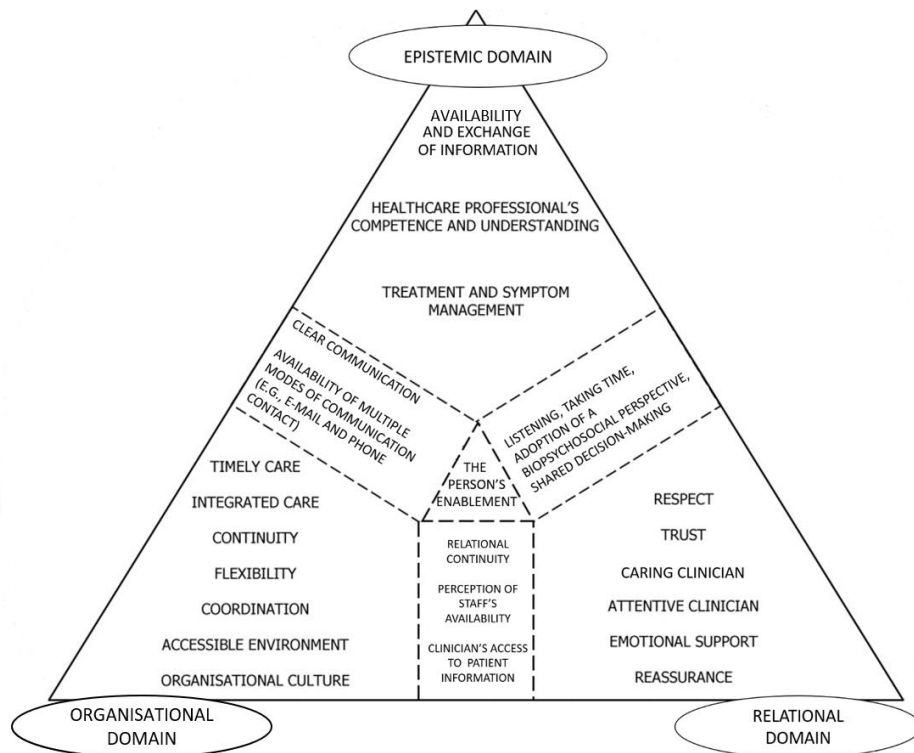 EPISTEMIC DOMAIN
AVAILABILITY
AND EXCHANGE
OF INFORMATION
HEALTHCARE PROFESSIONAL'S
COMPETENCE AND UNDERSTANDING
TREATMENT AND SYMPTOM
MANAGEMENT
CLEAR COMMUNICATION
AVAILABILITY OF MULTIPLE
MODES OF COMMUNICATION
(E.G., E-MAIL AND PHONE
CONTACT)
LISTENING, TAKING TIME,
ADOPTION OF A
BIOPSYCHOSOCIAL PERSPECTIVE,
SHARED DECISION-MAKING
THE
PERSON'S
ENABLEMENT
TIMELY CARE
INTEGRATED CARE
CONTINUITY
FLEXIBILITY
COORDINATION
ACCESSIBLE ENVIRONMENT
ORGANISATIONAL CULTURE
RELATIONAL
CONTINUITY
PERCEPTION OF
STAFF'S
AVAILABILITY
CLINICIAN'S ACCESS
TO PATIENT
INFORMATION
RESPECT
TRUST
CARING CLINICIAN
ATTENTIVE CLINICIAN
EMOTIONAL SUPPORT
REASSURANCE
ORGANISATIONAL
DOMAIN
RELATIONAL
DOMAIN